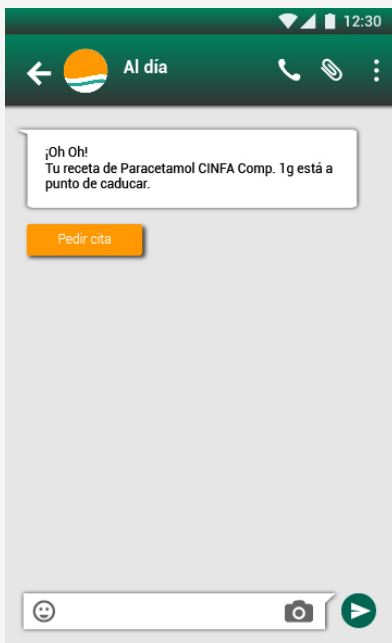 12:30
Al día
¡Oh Oh!
Tu receta de Paracetamol CINFA Comp. 1g está a
punto de caducar.
Pedir cita